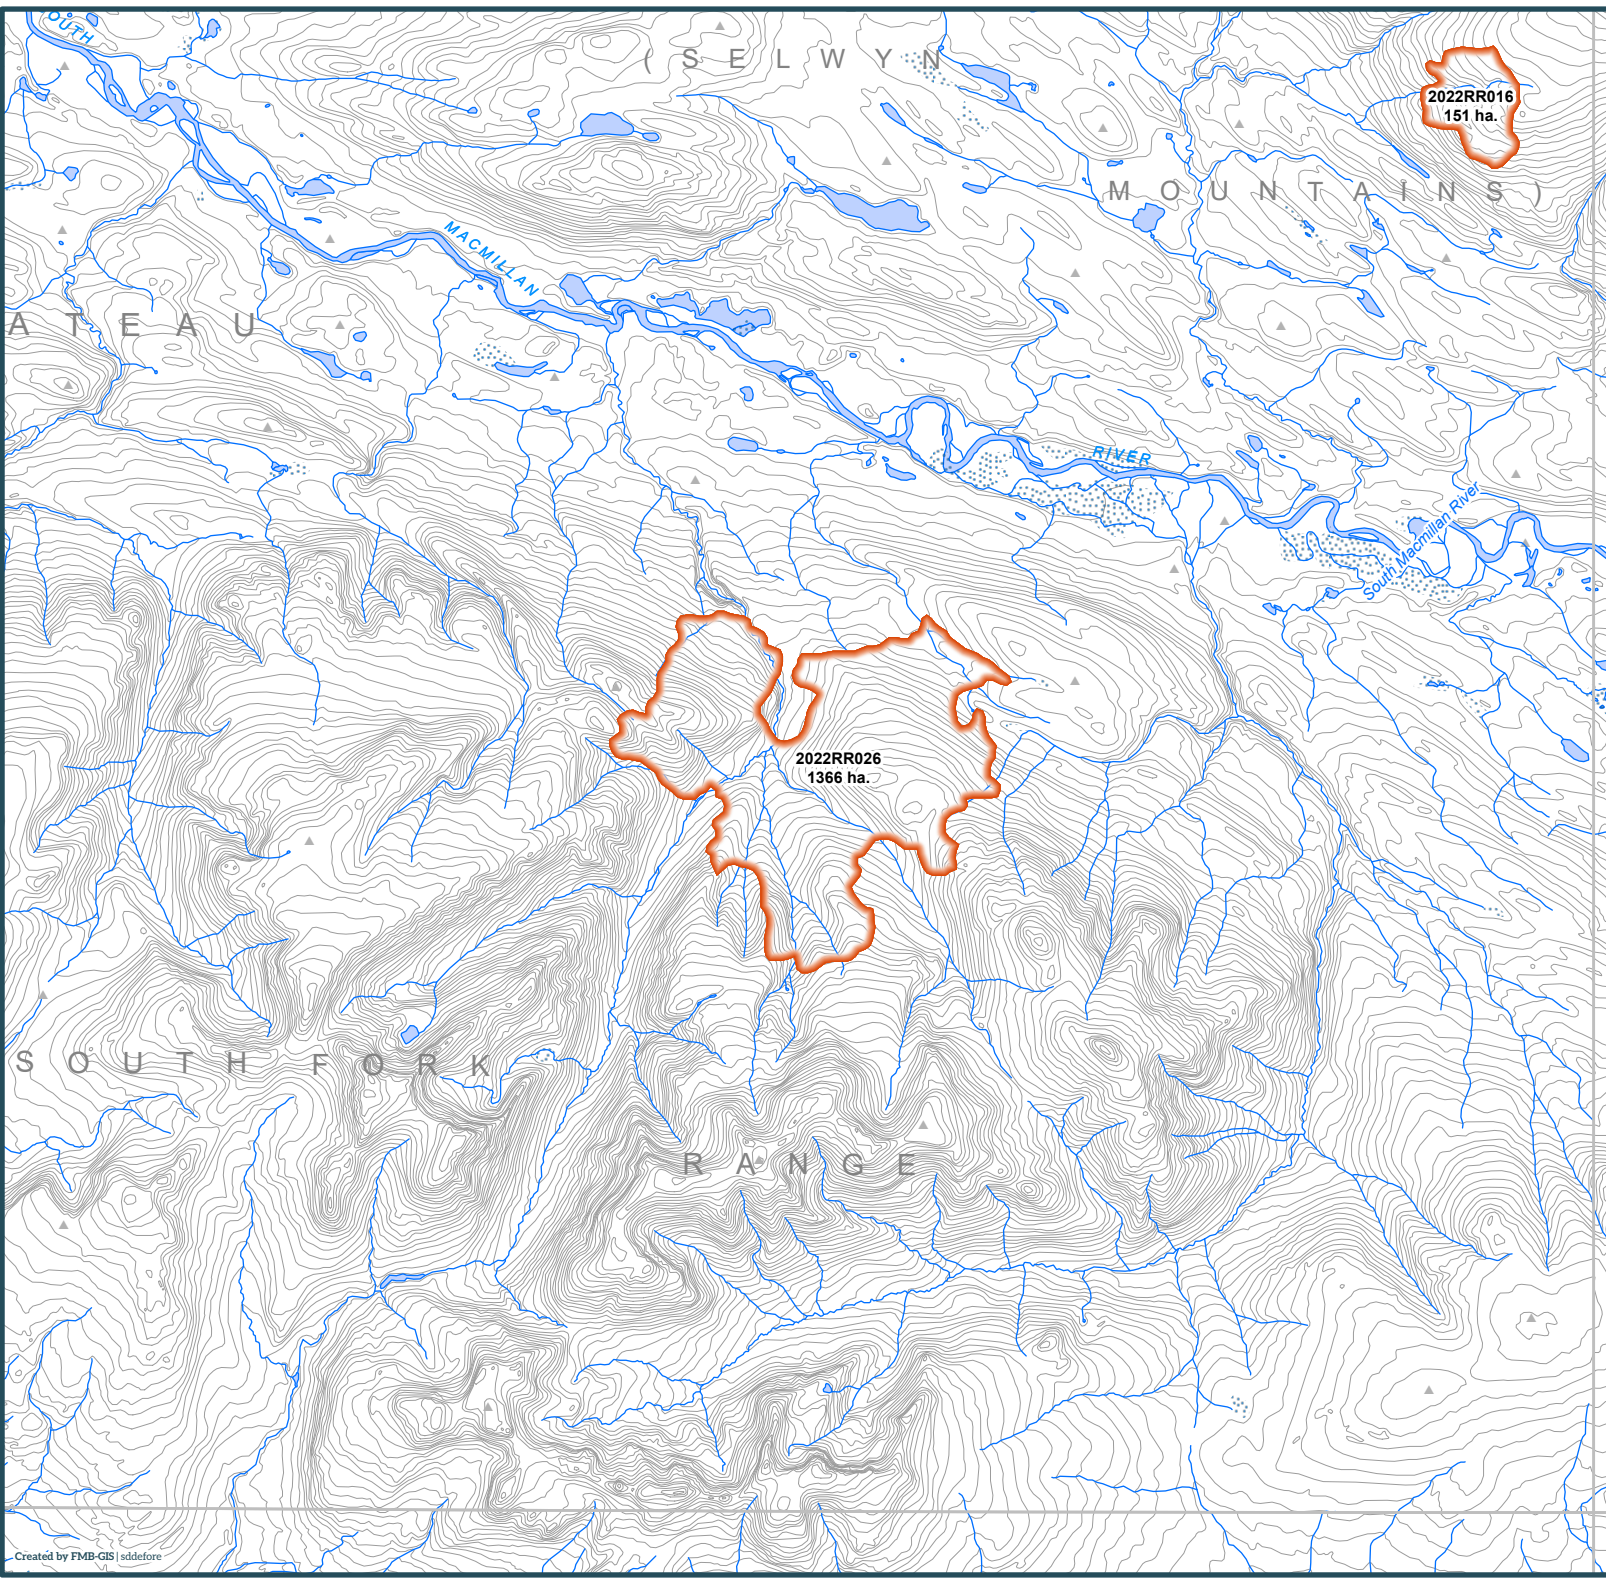 OUTH
( S E L W Y N
2022RR016
151 ha.
M O U N T A I N S )
MACMILLAN
A T E A U
RIVER
South Macmillan River
2022RR026
1366 ha.
S O U T H F O R K
R A N G E
Created by FMB-GIS | sddefore